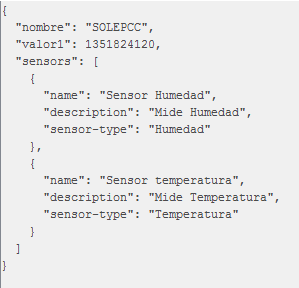 {
  "nombre": "SOLEPCC",
  "valor1": 1351824120,
  "sensors": [
    {
      "name": "Sensor Humedad",
      "description": "Mide Humedad",
      "sensor-type": "Humedad"
    },
    {
      "name": "Sensor temperatura",
      "description": "Mide Temperatura",
      "sensor-type": "Temperatura"
    }
  ]
}